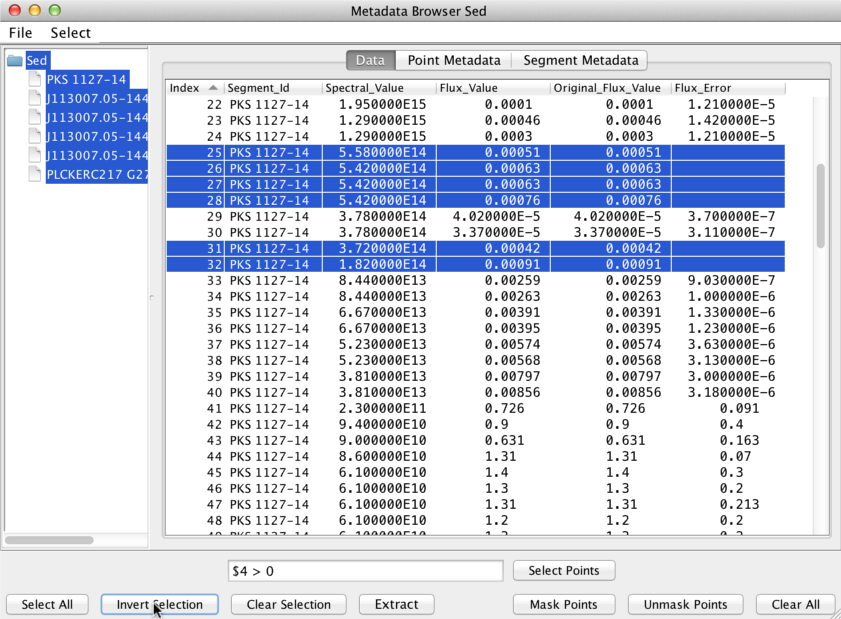 Metadata Browser Sed
File Select
Sed
PKS 1127-14
J113007.05-144
J113007.05-144
J113007.05-144
J113007.05-144
PLCKERC217 G27
Data Point Metadata Segment Metadata
Index Segment_Id Spectral_Value Flux_Value Original_Flux_Value Flux_Error
22 PKS 1127-14 1.950000E15 0.0001 0.0001 1.210000E-5
23 PKS 1127-14 1.290000E15 0.00046 0.00046 1.420000E-5
24 PKS 1127-14 1.290000E15 0.0003 0.0003 1.210000E-5
25 PKS 1127-14 5.580000E14 0.00051 0.00051
26 PKS 1127-14 5.420000E14 0.00063 0.00063
27 PKS 1127-14 5.420000E14 0.00063 0.00063
28 PKS 1127-14 5.420000E14 0.00076 0.00076
29 PKS 1127-14 3.780000E14 4.020000E-5 4.020000E-5 3.700000E-7
30 PKS 1127-14 3.780000E14 3.370000E-5 3.370000E-5 3.110000E-7
31 PKS 1127-14 3.720000E14 0.00042 0.00042
32 PKS 1127-14 1.820000E14 0.00091 0.00091
33 PKS 1127-14 8.440000E13 0.00259 0.00259 9.030000E-7
34 PKS 1127-14 8.440000E13 0.00263 0.00263 1.000000E-6
35 PKS 1127-14 6.670000E13 0.00391 0.00391 1.330000E-6
36 PKS 1127-14 6.670000E13 0.00395 0.00395 1.230000E-6
37 PKS 1127-14 5.230000E13 0.00574 0.00574 3.630000E-6
38 PKS 1127-14 5.230000E13 0.00568 0.00568 3.130000E-6
39 PKS 1127-14 3.810000E13 0.00797 0.00797 3.000000E-6
40 PKS 1127-14 3.810000E13 0.00856 0.00856 3.180000E-6
41 PKS 1127-14 2.300000E11 0.726 0.726 0.091
42 PKS 1127-14 9.400000E10 0.9 0.9 0.4
43 PKS 1127-14 9.000000E10 0.631 0.631 0.163
44 PKS 1127-14 8.600000E10 1.31 1.31 0.07
45 PKS 1127-14 6.100000E10 1.4 1.4 0.3
46 PKS 1127-14 6.100000E10 1.3 1.3 0.2
47 PKS 1127-14 6.100000E10 1.31 1.31 0.213
48 PKS 1127-14 6.100000E10 1.2 1.2 0.2
$4 > 0 Select Points
Select All Invert Selection Clear Selection Extract Mask Points Unmask Points Clear All